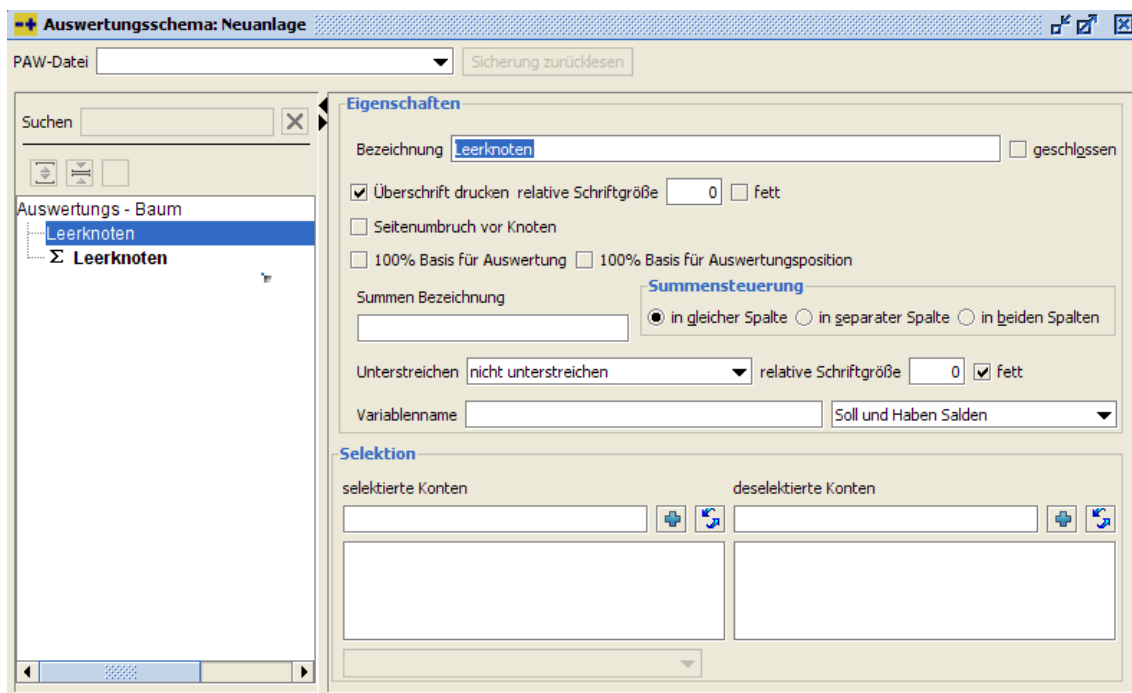 Auswertungsschema: Neuanlage
PAW-Datei
Sicherung zurücklesen
Suchen
Auswertungs - Baum
Leerknoten
Σ Leerknoten
Eigenschaften
Bezeichnung Leerknoten geschlossen
Überschrift drucken relative Schriftgröße 0 fett
Seitenumbruch vor Knoten
100% Basis für Auswertung 100% Basis für Auswertungsposition
Summen Bezeichnung
Summensteuerung
in gleicher Spalte in separater Spalte in beiden Spalten
Unterstreichen nicht unterstreichen relative Schriftgröße 0 fett
Variablenname Soll und Haben Salden
Selektion
selektierte Konten deselektierte Konten